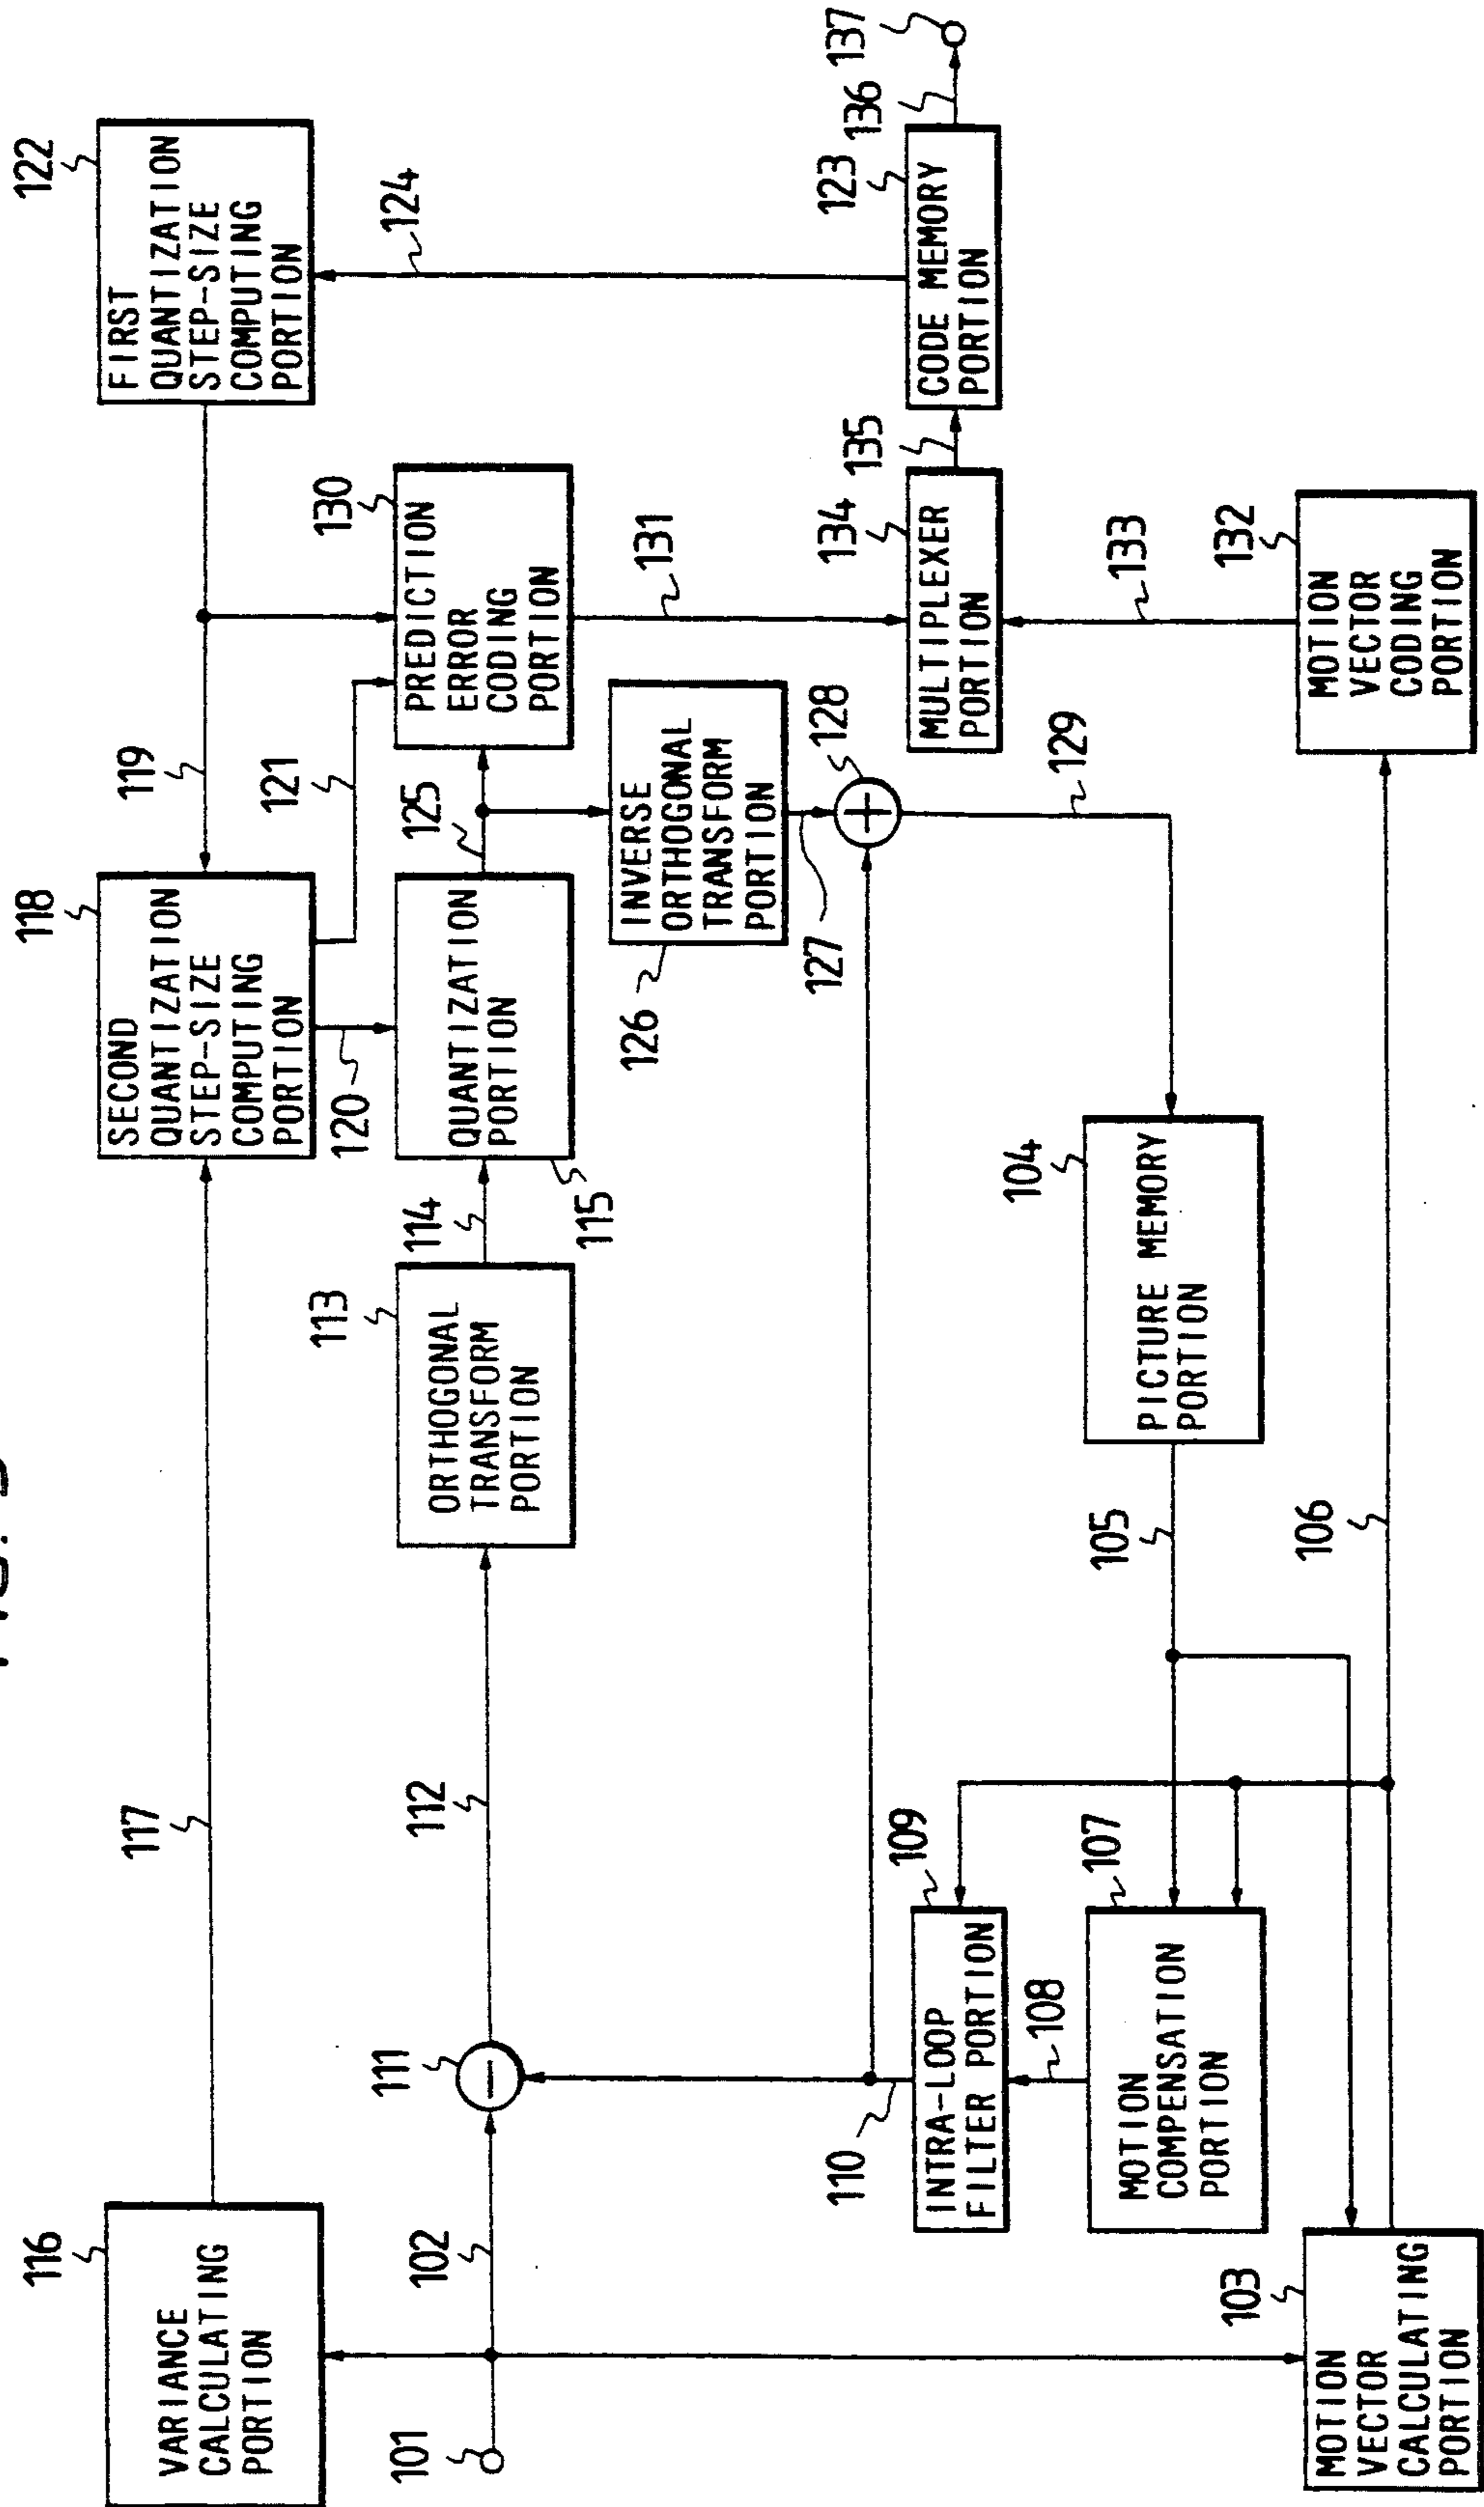 116
VARIANCE
CALCULATING
PORTION
117
118
SECOND
QUANTIZATION
STEP-SIZE
COMPUTING
PORTION
119
122
FIRST
QUANTIZATION
STEP-SIZE
COMPUTING
PORTION
120
121
124
101
102
111
112
113
ORTHOGONAL
TRANSFORM
PORTION
114
115
QUANTIZATION
PORTION
125
130
PREDICTION
ERROR
CODING
PORTION
131
126
INVERSE
ORTHOGONAL
TRANSFORM
PORTION
127
128
129
110
109
INTRA-LOOP
FILTER PORTION
108
107
MOTION
COMPENSATION
PORTION
105
104
PICTURE MEMORY
PORTION
134
MULTIPLEXER
PORTION
135
123
CODE MEMORY
PORTION
136
137
103
MOTION
VECTOR
CALCULATING
PORTION
106
133
132
MOTION
VECTOR
CODING
PORTION